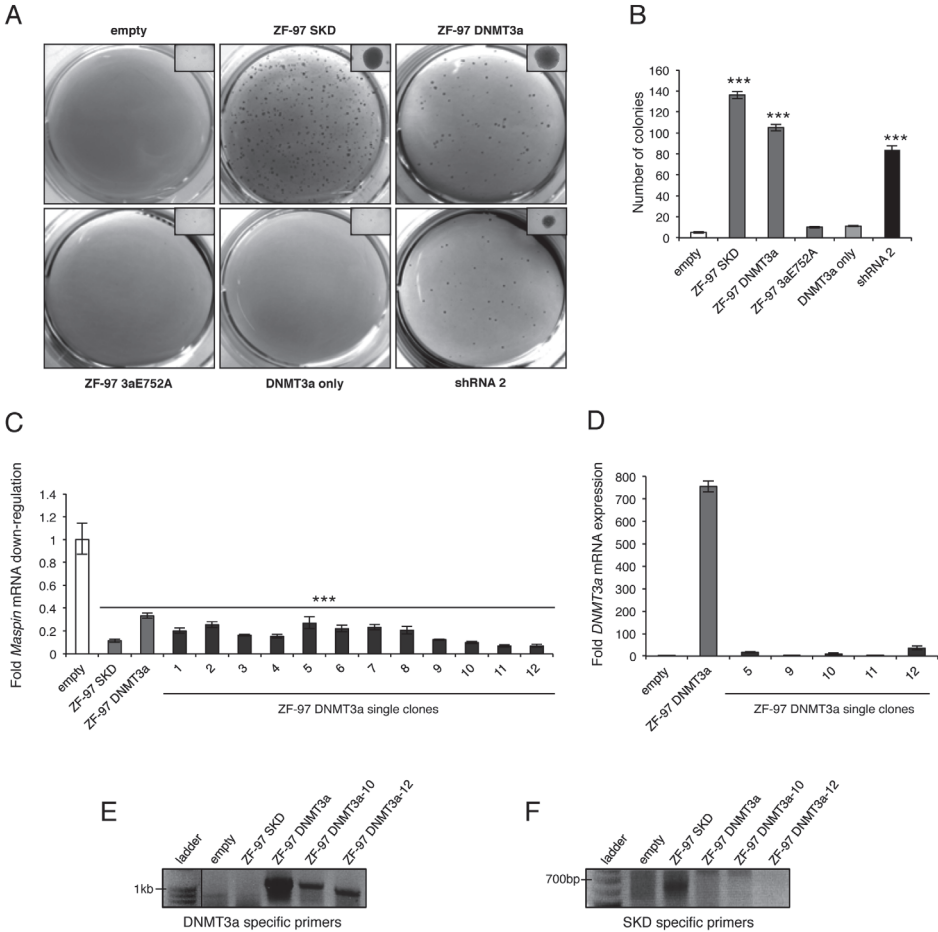 A
empty
ZF-97 SKD
ZF-97 DNMT3a
ZF-97 3aE752A
DNMT3a only
shRNA 2
B
Number of colonies
160
140
120
100
80
60
40
20
0
***
***
***
empty
ZF-97 SKD
ZF-97 DNMT3a
ZF-97 3aE752A
DNMT3a only
shRNA 2
C
Fold Maspin mRNA down-regulation
1.4
1.2
1
0.8
0.6
0.4
0.2
0
***
empty
ZF-97 SKD
ZF-97 DNMT3a
1 2 3 4 5 6 7 8 9 10 11 12
ZF-97 DNMT3a single clones
D
Fold DNMT3a mRNA expression
800
700
600
500
400
300
200
100
0
empty
ZF-97 DNMT3a
5 9 10 11 12
ZF-97 DNMT3a single clones
E
ladder
empty
ZF-97 SKD
ZF-97 DNMT3a
ZF-97 DNMT3a-10
ZF-97 DNMT3a-12
1kb
DNMT3a specific primers
F
ladder
empty
ZF-97 SKD
ZF-97 DNMT3a
ZF-97 DNMT3a-10
ZF-97 DNMT3a-12
700bp
SKD specific primers